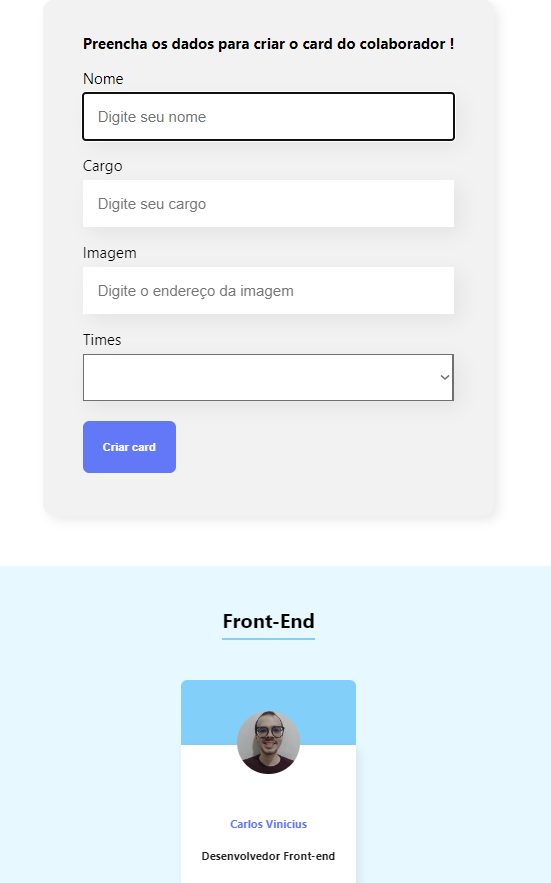 Preencha os dados para criar o card do colaborador !
Nome
Digite seu nome
Cargo
Digite seu cargo
Imagem
Digite o endereço da imagem
Times
Criar card
Front-End
Carlos Vinicius
Desenvolvedor Front-end